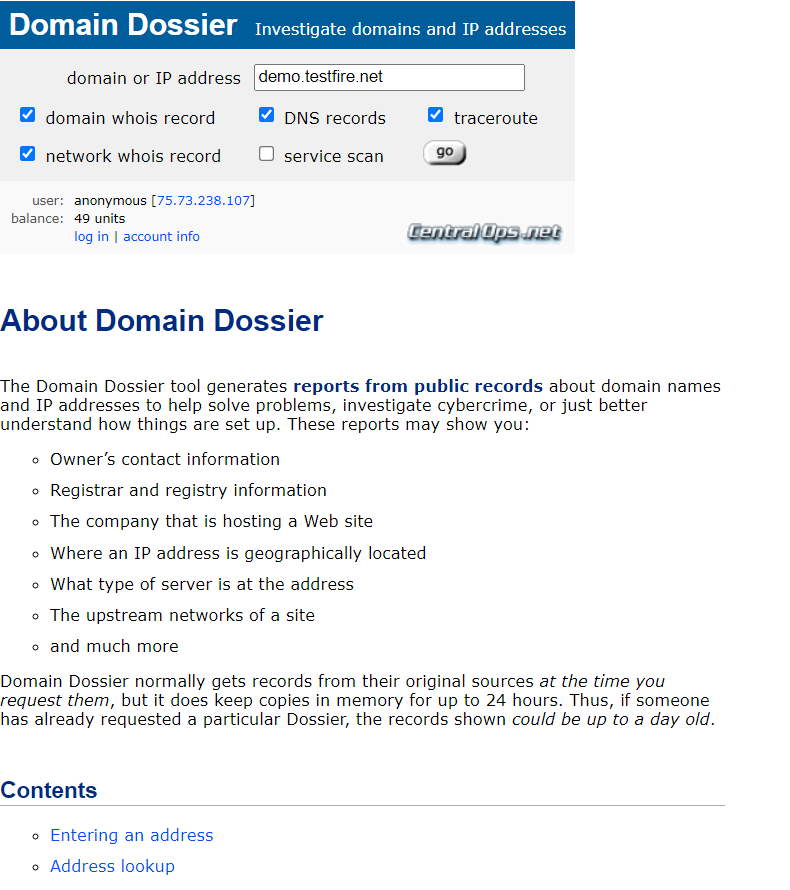 Domain Dossier Investigate domains and IP addresses
domain or IP address demo.testfire.net
domain whois record DNS records traceroute
network whois record service scan go
user: anonymous [75.73.238.107]
balance: 49 units
log in | account info
CentralOps.net
About Domain Dossier
The Domain Dossier tool generates reports from public records about domain names
and IP addresses to help solve problems, investigate cybercrime, or just better
understand how things are set up. These reports may show you:
Owner’s contact information
Registrar and registry information
The company that is hosting a Web site
Where an IP address is geographically located
What type of server is at the address
The upstream networks of a site
and much more
Domain Dossier normally gets records from their original sources at the time you
request them, but it does keep copies in memory for up to 24 hours. Thus, if someone
has already requested a particular Dossier, the records shown could be up to a day old.
Contents
Entering an address
Address lookup